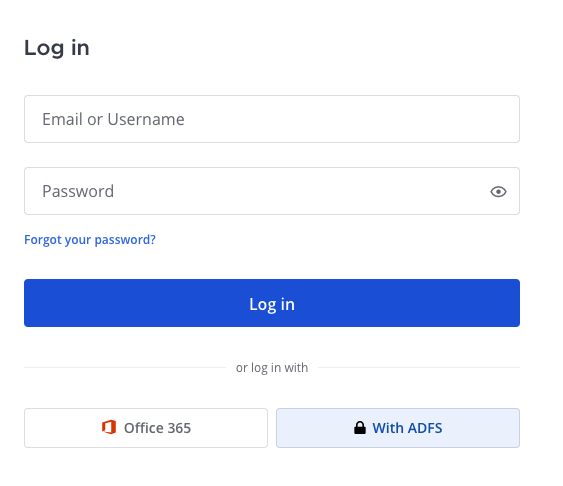 Log in
Email or Username
Password
Forgot your password?
Log in
or log in with
Office 365
With ADFS